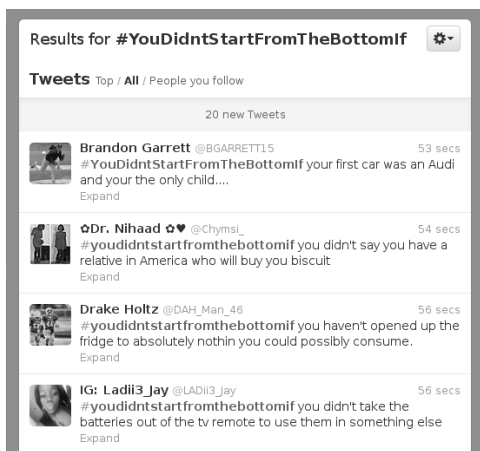 Results for #YouDidntStartFromTheBottomIf
Tweets Top / All / People you follow
20 new Tweets
Brandon Garrett @BGARRETT15 53 secs
#YouDidntStartFromTheBottomIf your first car was an Audi
and your the only child....
Expand
✿Dr. Nihaad ✿♥ @Chymsi_ 54 secs
#youdidntstartfromthebottomif you didn't say you have a
relative in America who will buy you biscuit
Expand
Drake Holtz @DAH_Man_46 56 secs
#youdidntstartfromthebottomif you haven't opened up the
fridge to absolutely nothin you could possibly consume.
Expand
IG: Ladii3_Jay @LADii3_Jay 56 secs
#youdidntstartfromthebottomif you didn't take the
batteries out of the tv remote to use them in something else
Expand